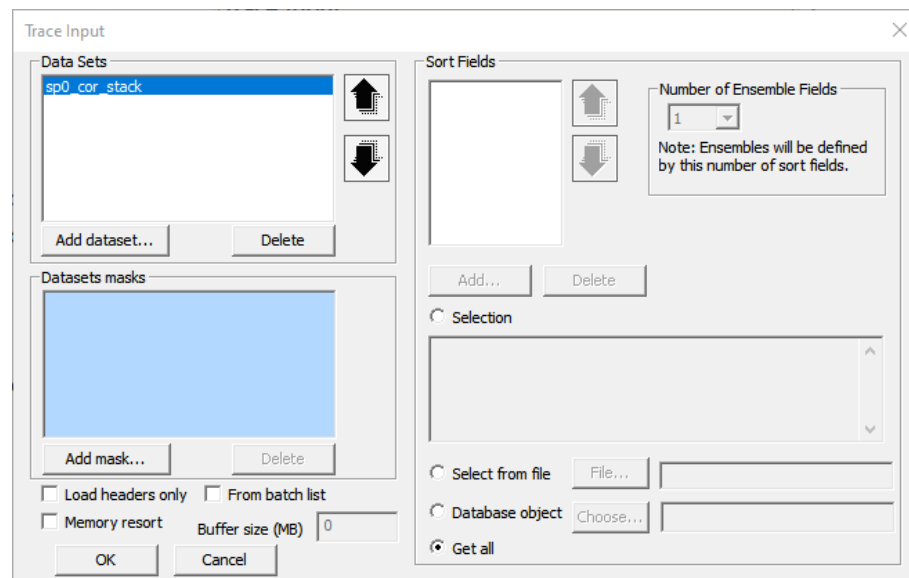 Trace Input
Data Sets
sp0_cor_stack
Add dataset...
Delete
Datasets masks
Add mask...
Delete
Load headers only
From batch list
Memory resort
Buffer size (MB)
0
OK
Cancel
Sort Fields
Number of Ensemble Fields
1
Note: Ensembles will be defined
by this number of sort fields.
Add...
Delete
Selection
Select from file
File...
Database object
Choose...
Get all